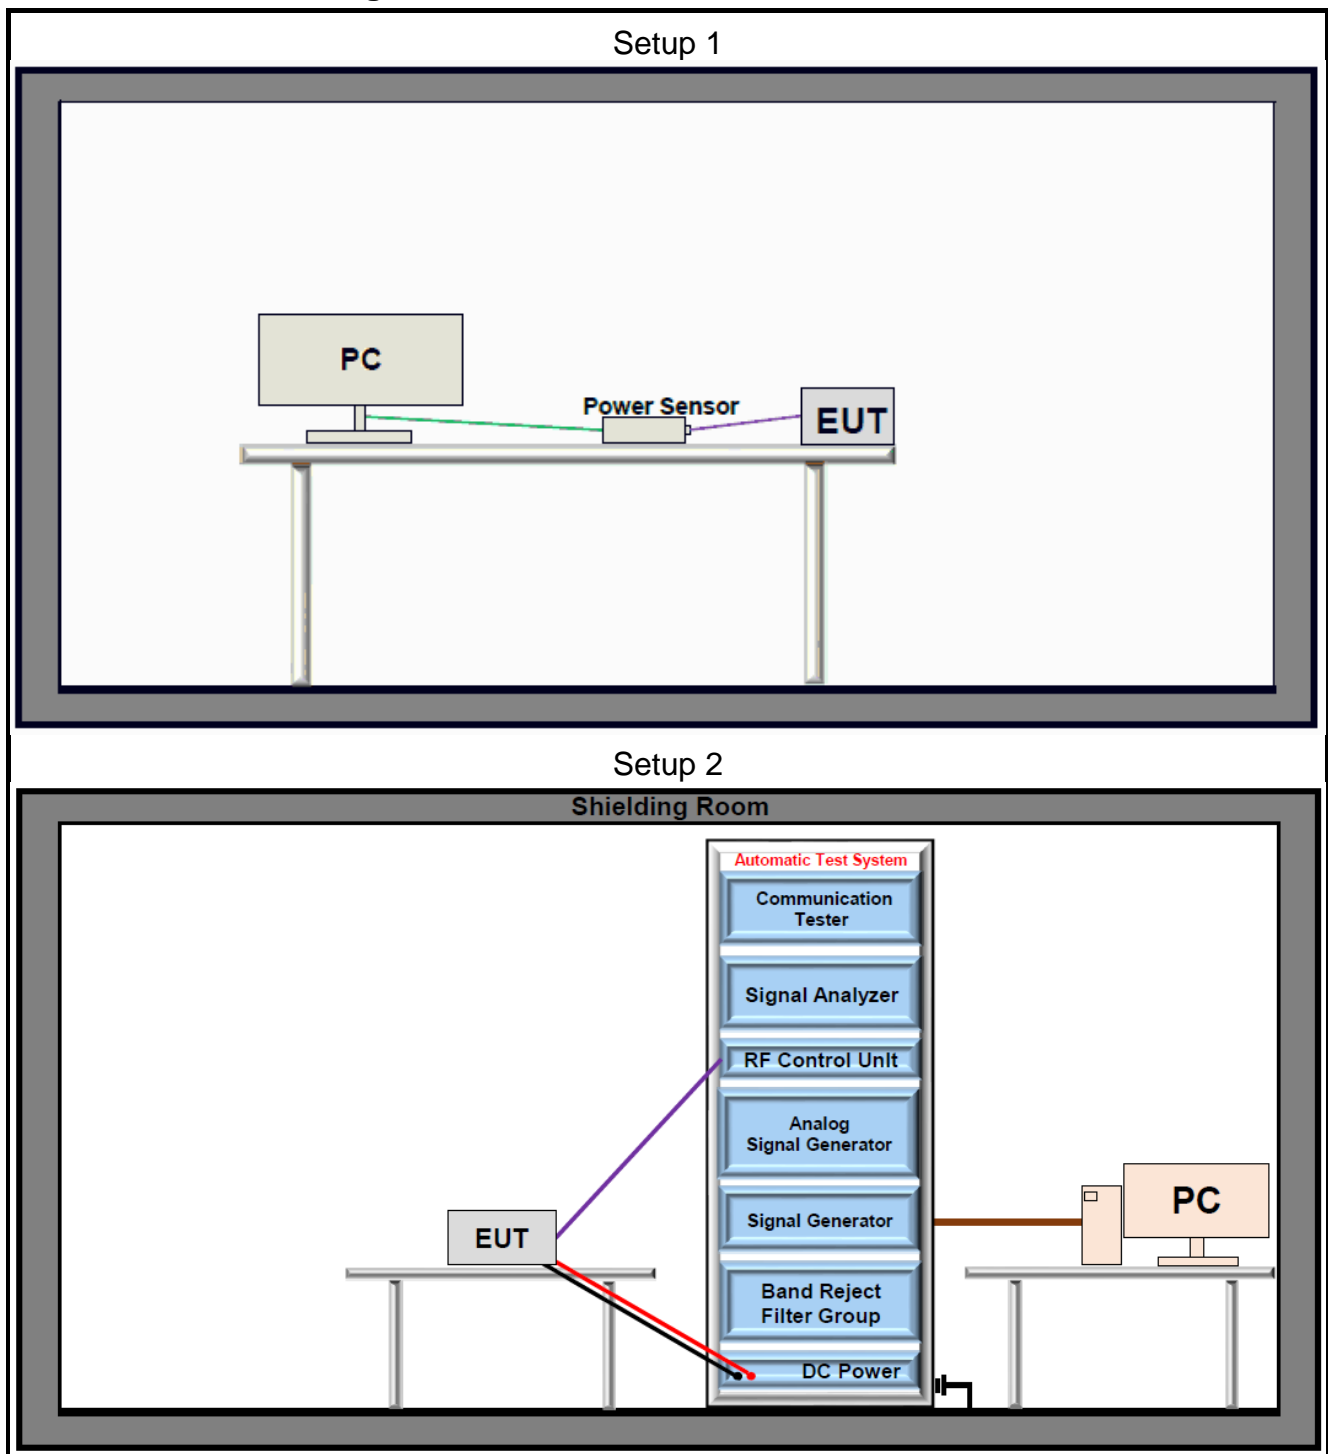 Setup 1
PC
Power Sensor
EUT
Setup 2
Shielding Room
Automatic Test System
Communication
Tester
Signal Analyzer
RF Control UnIt
Analog
Signal Generator
Signal Generator
Band Reject
Filter Group
DC Power
EUT
PC